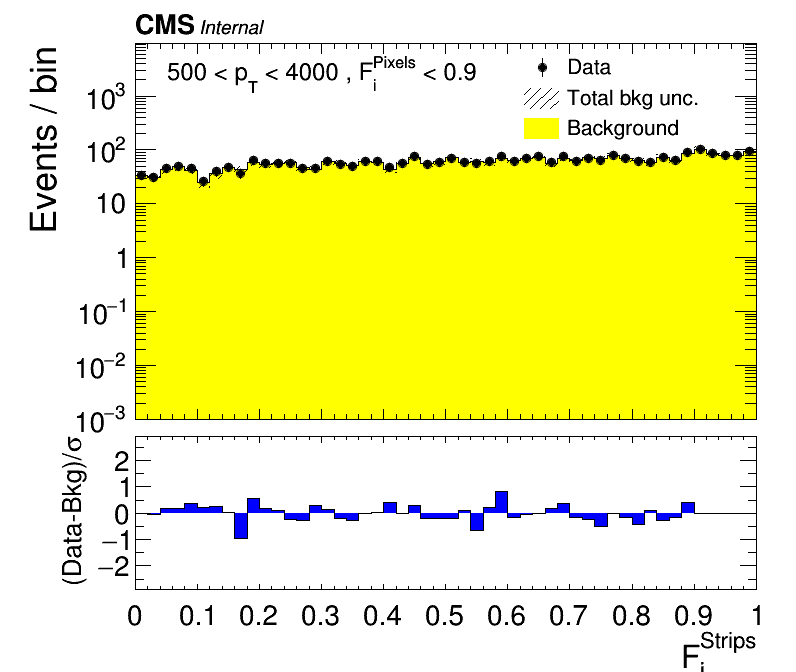 CMS Internal
500 < p_T < 4000 , F_i^Pixels < 0.9
Data
Total bkg unc.
Background
Events / bin
10^3
10^2
10
1
10^−1
10^−2
10^−3
(Data-Bkg)/σ
2
1
0
−1
−2
0 0.1 0.2 0.3 0.4 0.5 0.6 0.7 0.8 0.9 1
F_i^Strips